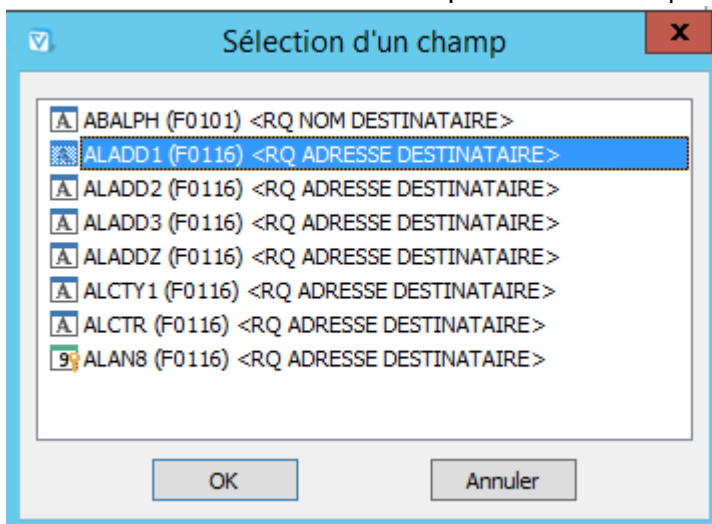 Sélection d'un champ
ABALPH (F0101) <RQ NOM DESTINATAIRE>
ALADD1 (F0116) <RQ ADRESSE DESTINATAIRE>
ALADD2 (F0116) <RQ ADRESSE DESTINATAIRE>
ALADD3 (F0116) <RQ ADRESSE DESTINATAIRE>
ALADDZ (F0116) <RQ ADRESSE DESTINATAIRE>
ALCTY1 (F0116) <RQ ADRESSE DESTINATAIRE>
ALCTR (F0116) <RQ ADRESSE DESTINATAIRE>
ALAN8 (F0116) <RQ ADRESSE DESTINATAIRE>
OK Annuler